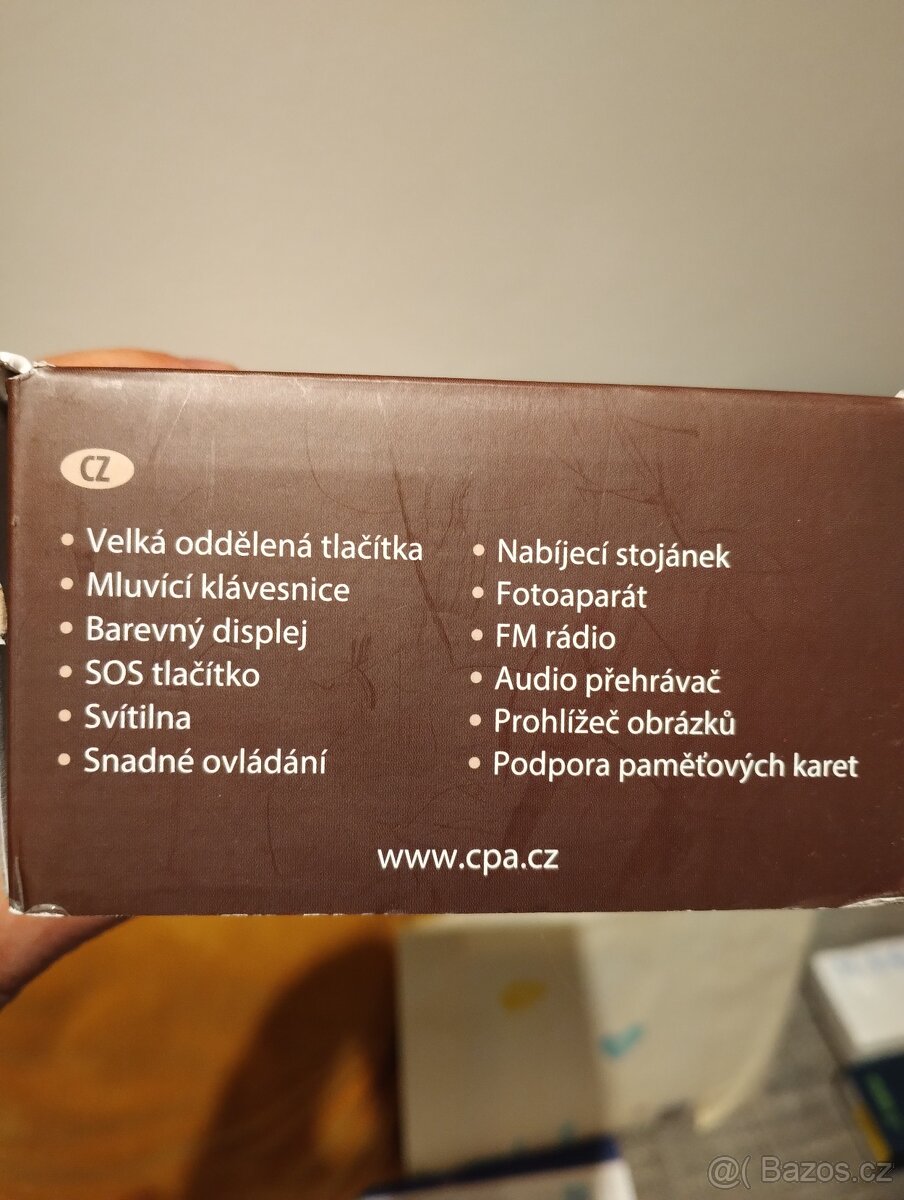 CZ
• Velká oddělená tlačítka
• Mluvící klávesnice
• Barevný displej
• SOS tlačítko
• Svítilna
• Snadné ovládání
• Nabíjecí stojánek
• Fotoaparát
• FM rádio
• Audio přehrávač
• Prohlížeč obrázků
• Podpora paměťových karet
www.cpa.cz
@( Bazos.cz